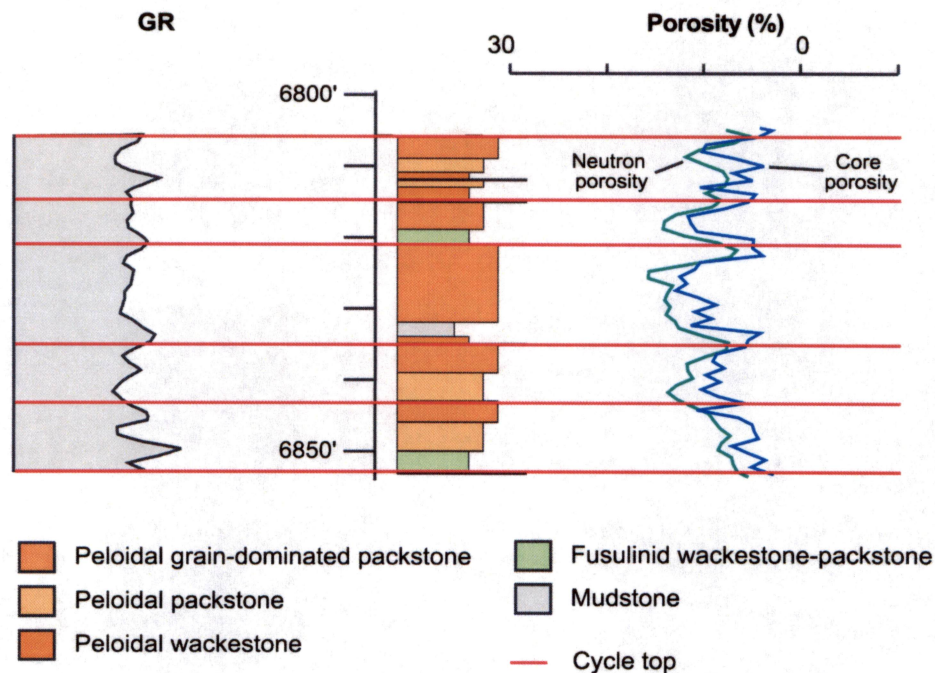 GR
Porosity (%)
30
0
6800'
Neutron
porosity
Core
porosity
6850'
Peloidal grain-dominated packstone
Peloidal packstone
Peloidal wackestone
Fusulinid wackestone-packstone
Mudstone
Cycle top